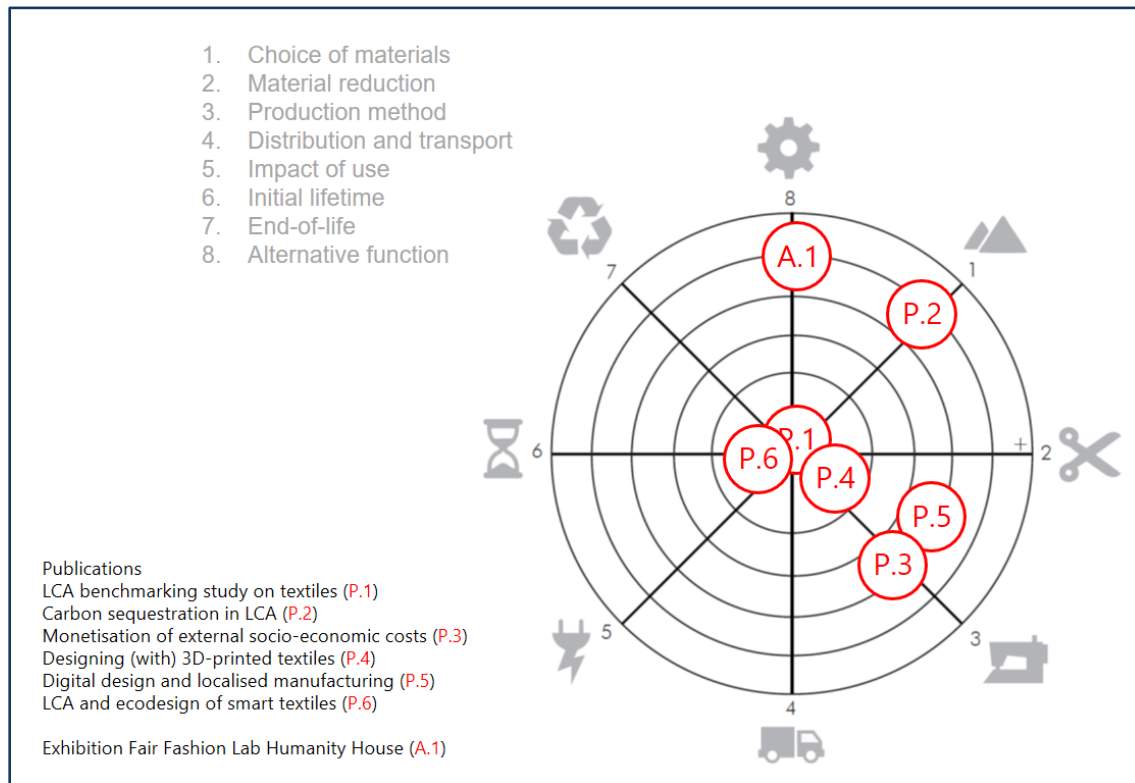 1. Choice of materials
2. Material reduction
3. Production method
4. Distribution and transport
5. Impact of use
6. Initial lifetime
7. End-of-life
8. Alternative function
8
A.1
7
1
P.2
P.1
6
P.6
P.4
+
2
P.5
P.3
5
3
4
Publications
LCA benchmarking study on textiles (P.1)
Carbon sequestration in LCA (P.2)
Monetisation of external socio-economic costs (P.3)
Designing (with) 3D-printed textiles (P.4)
Digital design and localised manufacturing (P.5)
LCA and ecodesign of smart textiles (P.6)
Exhibition Fair Fashion Lab Humanity House (A.1)